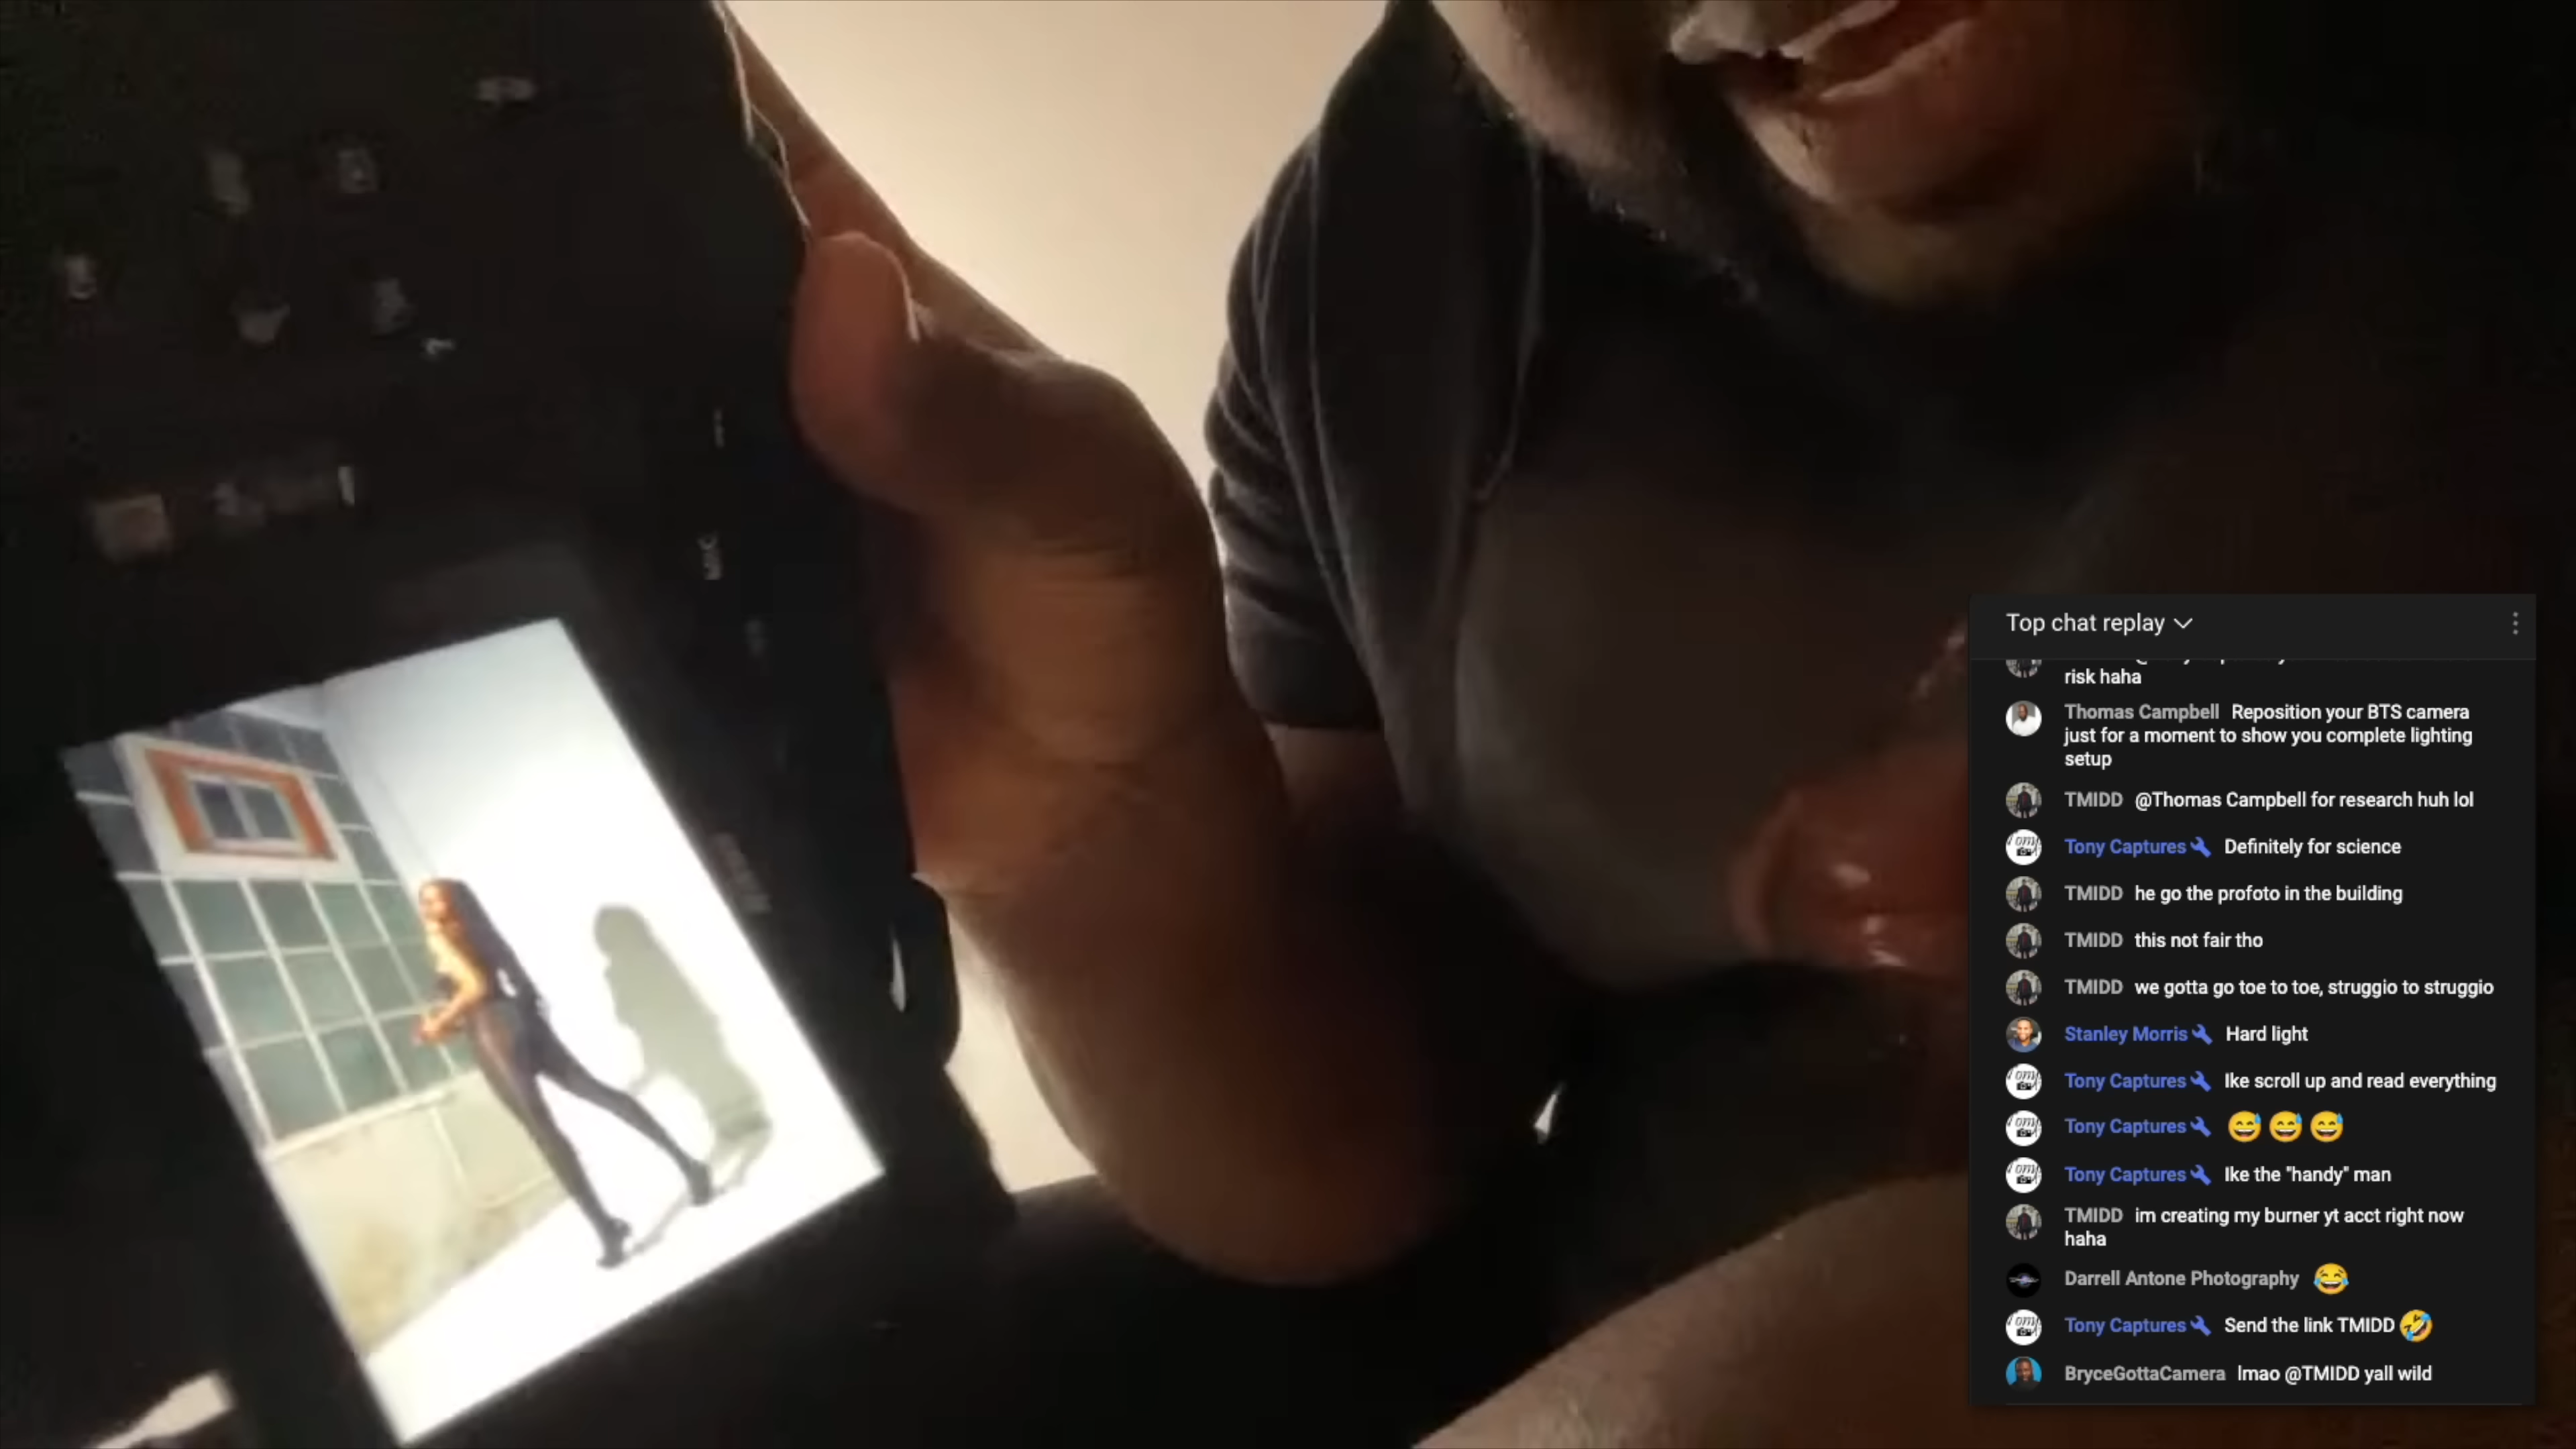 MIC
Top chat replay
risk haha
Thomas Campbell Reposition your BTS camera
just for a moment to show you complete lighting
setup
TMIDD @Thomas Campbell for research huh lol
Tony Captures Definitely for science
TMIDD he go the profoto in the building
TMIDD this not fair tho
TMIDD we gotta go toe to toe, struggio to struggio
Stanley Morris Hard light
Tony Captures Ike scroll up and read everything
Tony Captures 😅😅😅
Tony Captures Ike the "handy" man
TMIDD im creating my burner yt acct right now
haha
Darrell Antone Photography 😂
Tony Captures Send the link TMIDD 🤣
BryceGottaCamera lmao @TMIDD yall wild